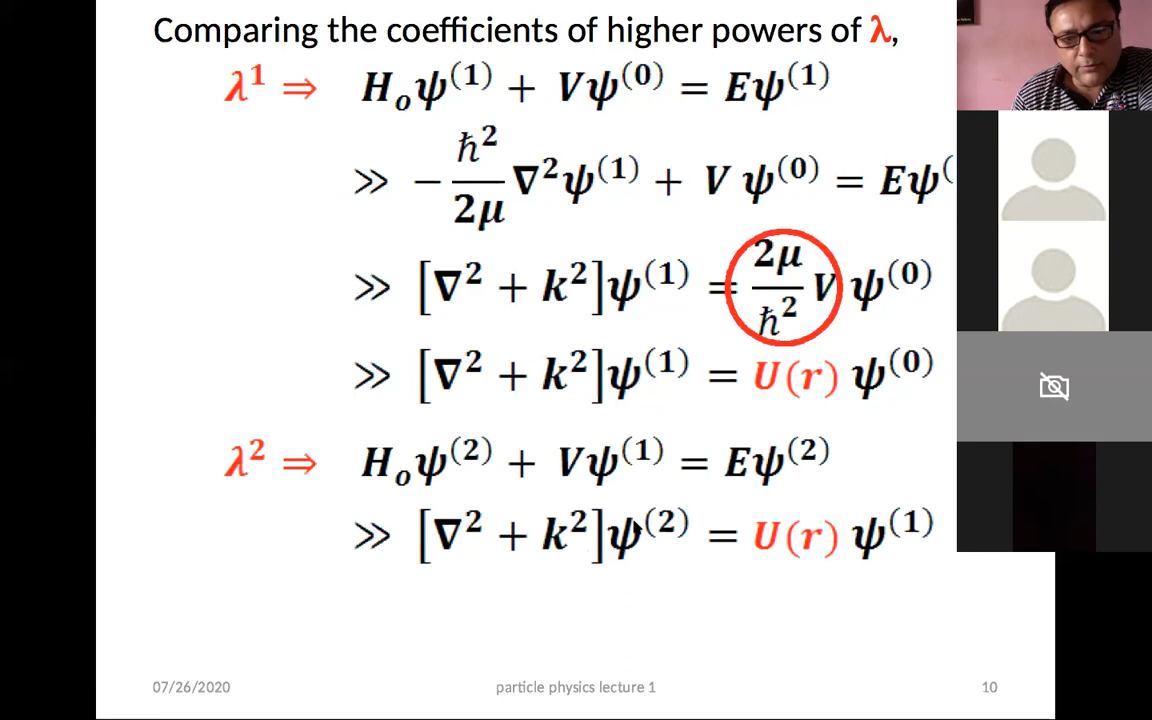 Comparing the coefficients of higher powers of λ,
λ¹ ⇒ H₀ψ⁽¹⁾ + Vψ⁽⁰⁾ = Eψ⁽¹⁾
≫ −ℏ²/2μ ∇²ψ⁽¹⁾ + V ψ⁽⁰⁾ = Eψ⁽
≫ [∇² + k²]ψ⁽¹⁾ = 2μ/ℏ² V ψ⁽⁰⁾
≫ [∇² + k²]ψ⁽¹⁾ = U(r) ψ⁽⁰⁾
λ² ⇒ H₀ψ⁽²⁾ + Vψ⁽¹⁾ = Eψ⁽²⁾
≫ [∇² + k²]ψ⁽²⁾ = U(r) ψ⁽¹⁾
07/26/2020 particle physics lecture 1 10